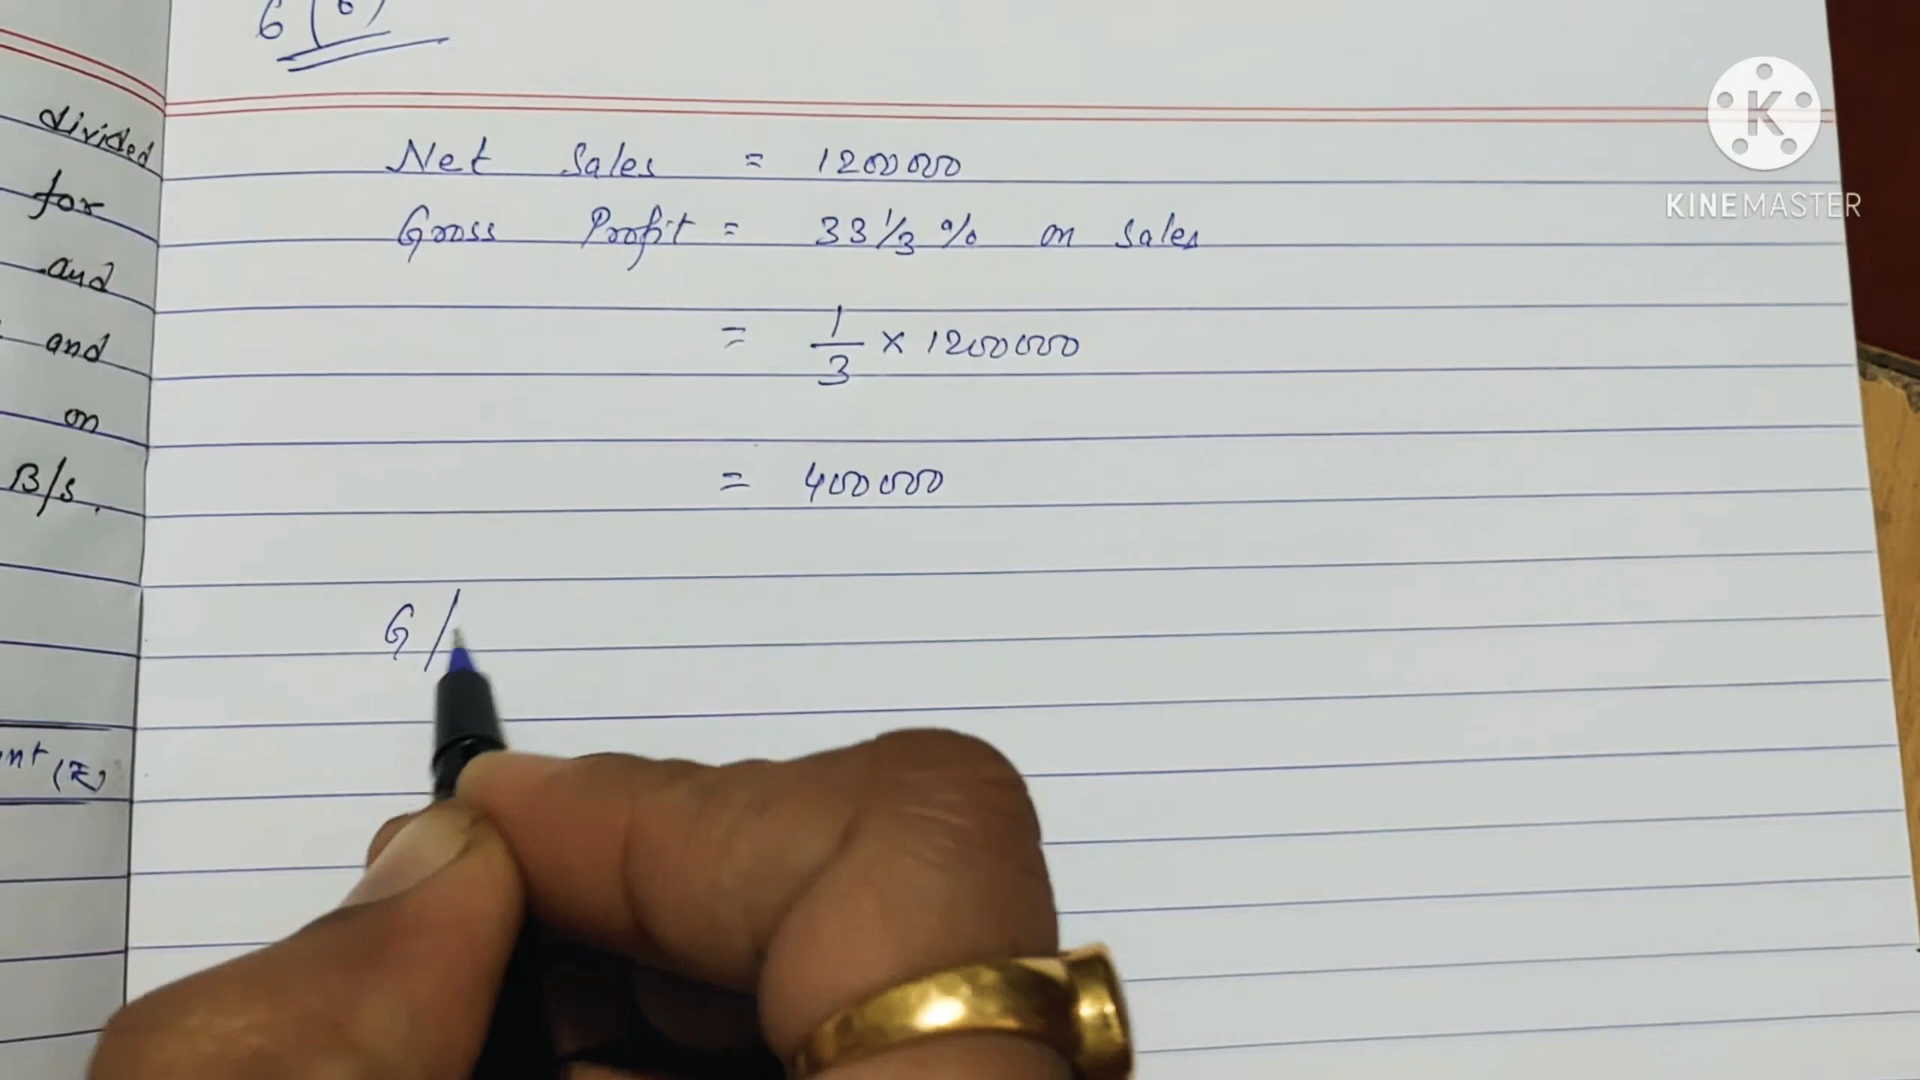 6 (6)
divided
for
and
and
on
B/s.
nt (₹)
Net Sales = 1200000
Gross Profit = 33 1/3 % on Sales
= 1/3 × 1200000
= 400000
G /
K
KINEMASTER